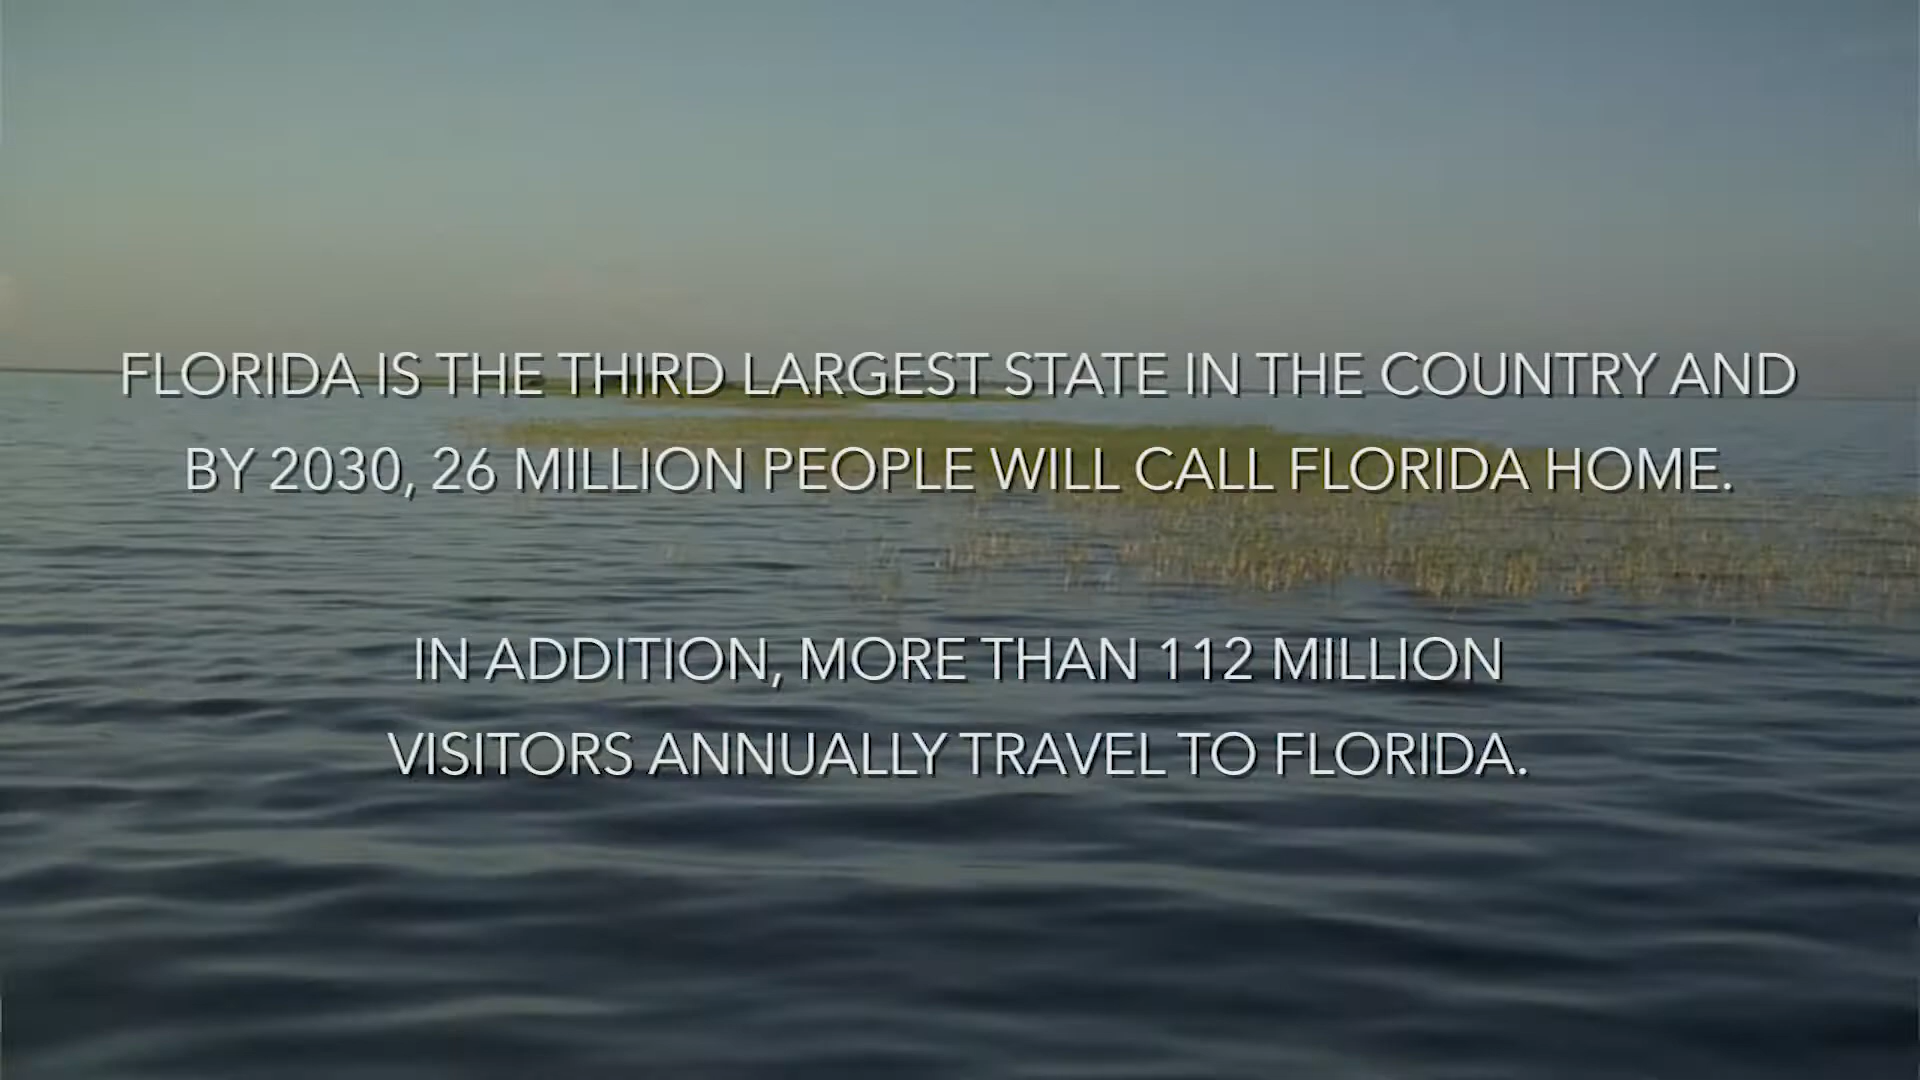 FLORIDA IS THE THIRD LARGEST STATE IN THE COUNTRY AND
BY 2030, 26 MILLION PEOPLE WILL CALL FLORIDA HOME.
IN ADDITION, MORE THAN 112 MILLION
VISITORS ANNUALLY TRAVEL TO FLORIDA.